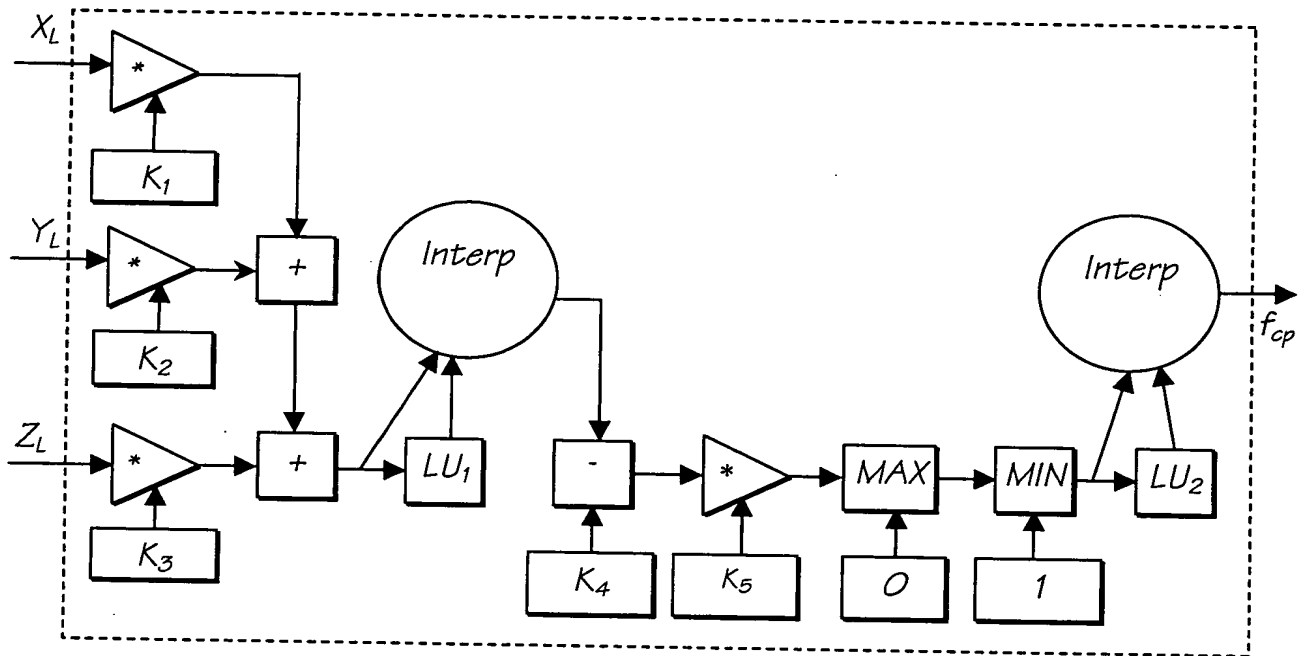 X_L
*
K_1
Y_L
*
+
Interp
Interp
f_cp
K_2
Z_L
*
+
LU_1
-
*
MAX
MIN
LU_2
K_3
K_4
K_5
0
1